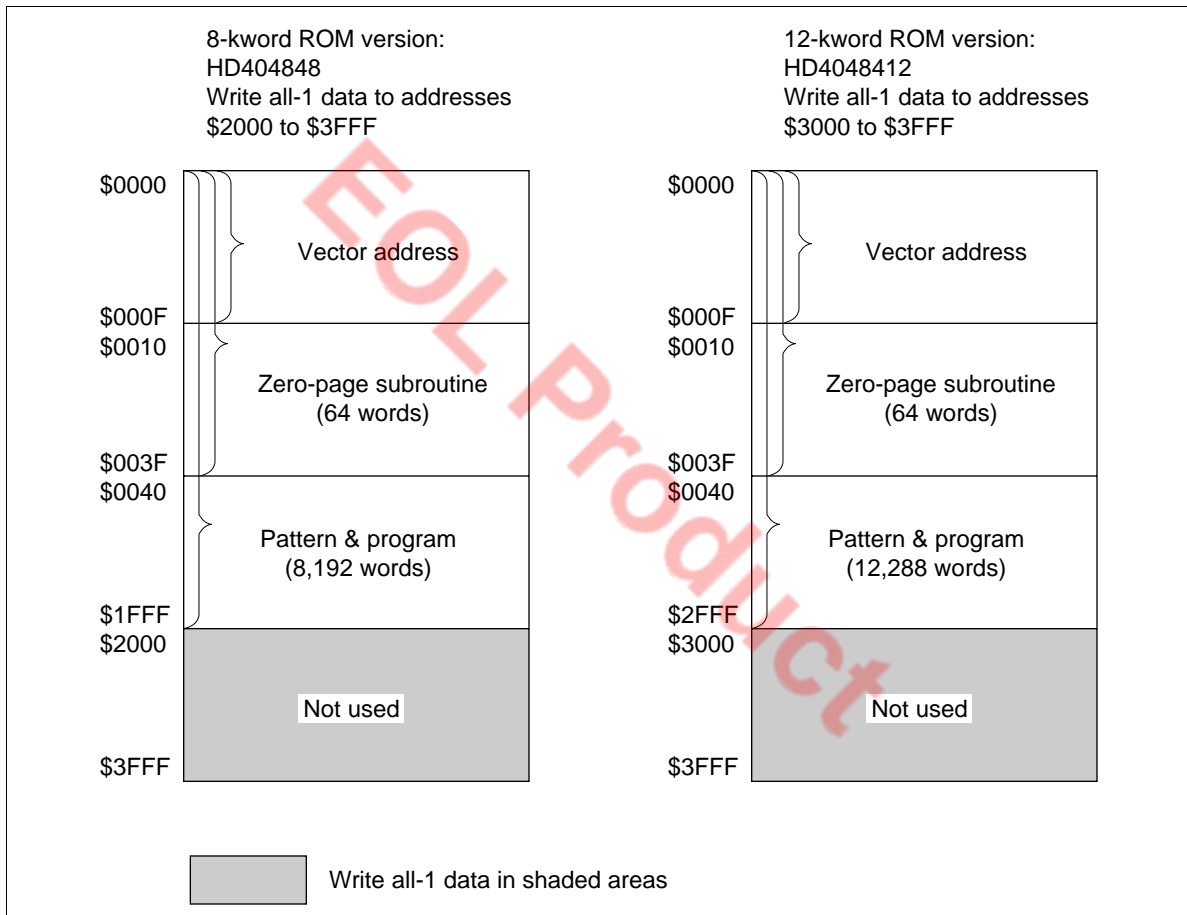 8-kword ROM version:
HD404848
Write all-1 data to addresses
$2000 to $3FFF
$0000
Vector address
$000F
$0010
Zero-page subroutine
(64 words)
$003F
$0040
Pattern & program
(8,192 words)
$1FFF
$2000
Not used
$3FFF
12-kword ROM version:
HD4048412
Write all-1 data to addresses
$3000 to $3FFF
$0000
Vector address
$000F
$0010
Zero-page subroutine
(64 words)
$003F
$0040
Pattern & program
(12,288 words)
$2FFF
$3000
Not used
$3FFF
Write all-1 data in shaded areas
EOL Product